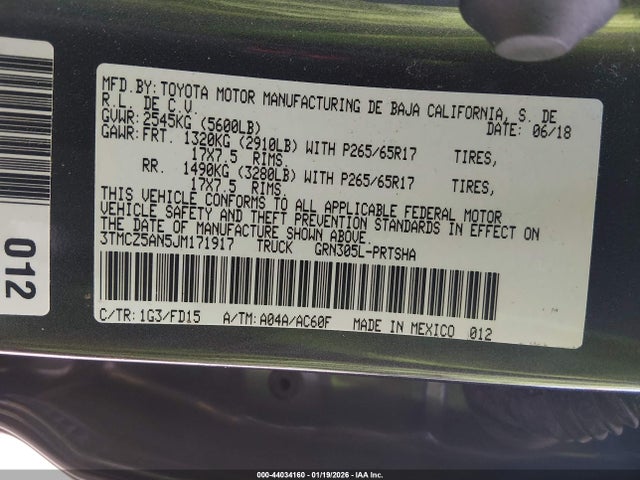 MFD.BY: TOYOTA MOTOR MANUFACTURING DE BAJA CALIFORNIA, S. DE
R.L. DE C.V.
DATE: 06/18
GVWR: 2545KG (5600LB)
GAWR: FRT. 1320KG (2910LB) WITH P265/65R17 TIRES,
17X7.5 RIMS.
RR. 1490KG (3280LB) WITH P265/65R17 TIRES,
17X7.5 RIMS.
THIS VEHICLE CONFORMS TO ALL APPLICABLE FEDERAL MOTOR
VEHICLE SAFETY AND THEFT PREVENTION STANDARDS IN EFFECT ON
THE DATE OF MANUFACTURE SHOWN ABOVE.
3TMCZ5AN5JM171917 TRUCK GRN305L-PRTSHA
C/TR: 1G3/FD15 A/TM: A04A/AC60F MADE IN MEXICO 012
012
000-44034160 - 01/19/2026 - IAA Inc.